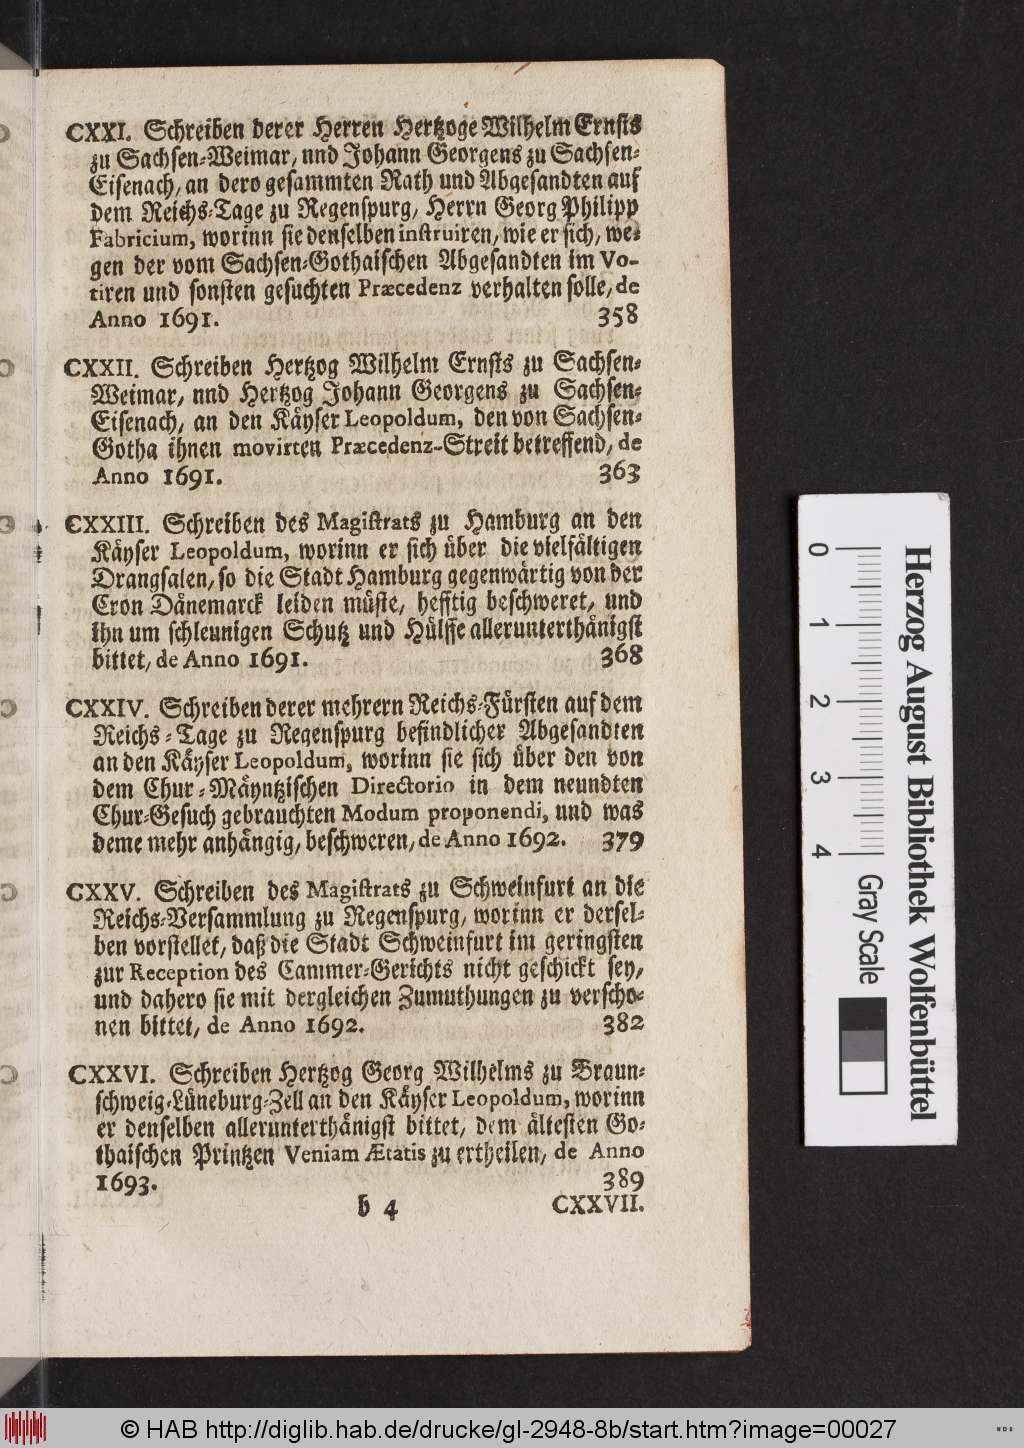 CXXI. Schreiben derer Herren Hertzoge Wilhelm Ernsts
zu Sachsen-Weimar, nnd Johann Georgens zu Sachsen-
Eisenach, an dero gesammten Rath und Abgesandten auf
dem Reichs-Tage zu Regenspurg, Herrn Georg Philipp
Fabricium, worinn sie denselben instruiren, wie er sich, we-
gen der vom Sachsen-Gothaischen Abgesandten im Vo-
tiren und sonsten gesuchten Præcedenz verhalten solle, de
Anno 1691. 358
CXXII. Schreiben Hertzog Wilhelm Ernsts zu Sachsen-
Weimar, nnd Hertzog Johann Georgens zu Sachsen-
Eisenach, an den Käyser Leopoldum, den von Sachsen-
Gotha ihnen movirten Præcedenz-Streit betreffend, de
Anno 1691. 363
CXXIII. Schreiben des Magistrats zu Hamburg an den
Käyser Leopoldum, worinn er sich über die vielfältigen
Drangsalen, so die Stadt Hamburg gegenwärtig von der
Cron Dänemarck leiden müste, hefftig beschweret, und
ihn um schleunigen Schutz und Hülffe allerunterthänigst
bittet, de Anno 1691. 368
CXXIV. Schreiben derer mehrern Reichs-Fürsten auf dem
Reichs-Tage zu Regenspurg befindlicher Abgesandten
an den Käyser Leopoldum, worinn sie sich über den von
dem Chur-Mäyntzischen Directorio in dem neundten
Chur-Gesuch gebrauchten Modum proponendi, und was
deme mehr anhängig, beschweren, de Anno 1692. 379
CXXV. Schreiben des Magistrats zu Schweinfurt an die
Reichs-Versammlung zu Regenspurg, worinn er dersel-
ben vorstellet, daß die Stadt Schweinfurt im geringsten
zur Reception des Cammer-Gerichts nicht geschickt sey,
und dahero sie mit dergleichen Zumuthungen zu verscho-
nen bittet, de Anno 1692. 382
CXXVI. Schreiben Hertzog Georg Wilhelms zu Braun-
schweig-Lüneburg-Zell an den Käyser Leopoldum, worinn
er denselben allerunterthänigst bittet, dem ältesten Go-
thaischen Printzen Veniam Ætatis zu ertheilen, de Anno
1693. 389
b 4 CXXVII.
0 1 2 3 4
Gray Scale
Herzog August Bibliothek Wolfenbüttel
© HAB http://diglib.hab.de/drucke/gl-2948-8b/start.htm?image=00027